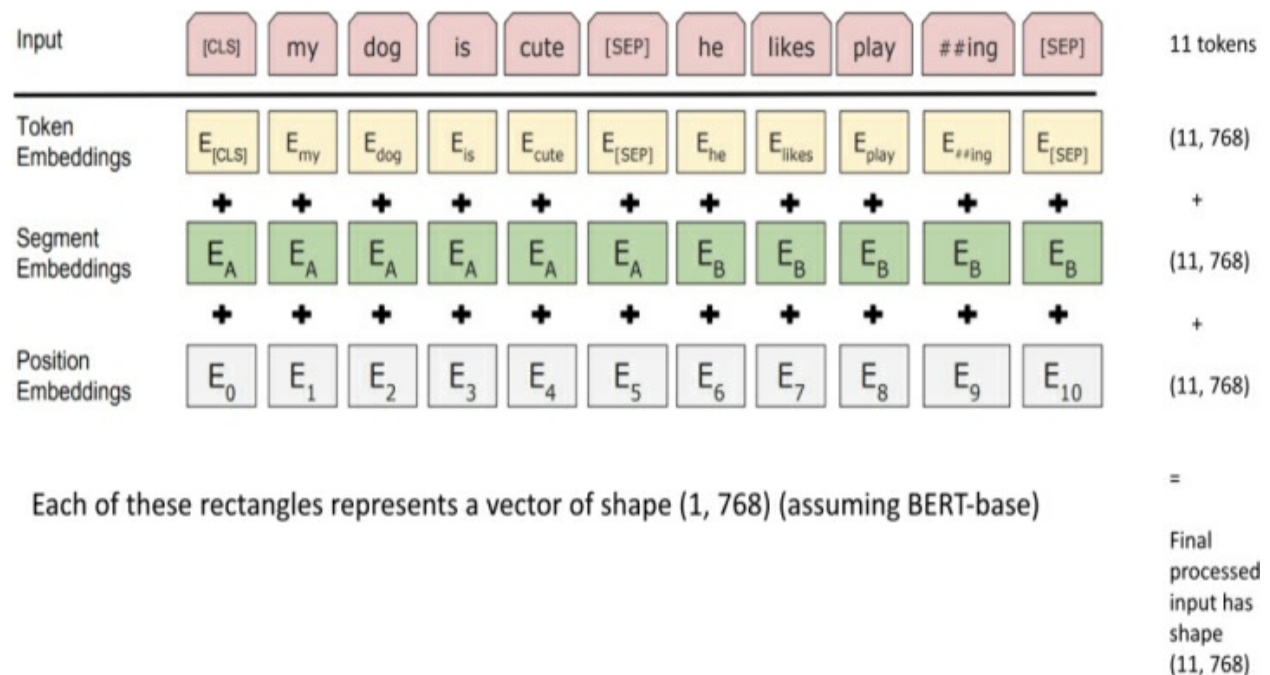 Input [CLS] my dog is cute [SEP] he likes play ##ing [SEP] 11 tokens
Token
Embeddings E[CLS] Emy Edog Eis Ecute E[SEP] Ehe Elikes Eplay E##ing E[SEP] (11, 768)
+ + + + + + + + + + + +
Segment
Embeddings EA EA EA EA EA EA EB EB EB EB EB (11, 768)
+ + + + + + + + + + + +
Position
Embeddings E0 E1 E2 E3 E4 E5 E6 E7 E8 E9 E10 (11, 768)
=
Each of these rectangles represents a vector of shape (1, 768) (assuming BERT-base)
Final
processed
input has
shape
(11, 768)